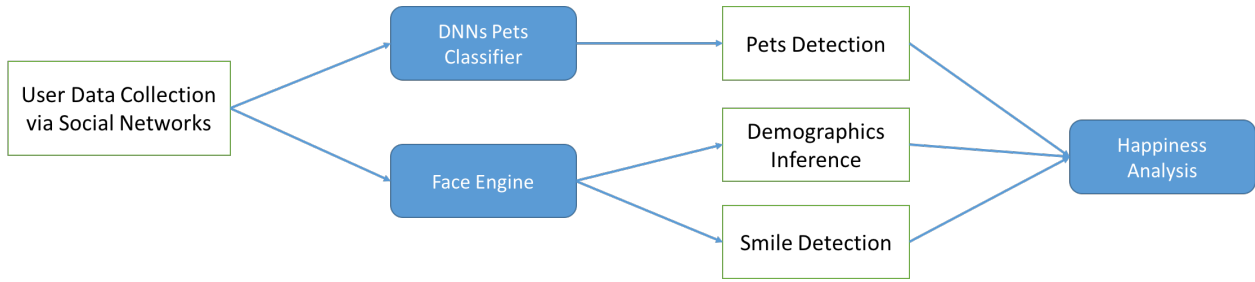 User Data Collection
via Social Networks
DNNs Pets
Classifier
Face Engine
Pets Detection
Demographics
Inference
Smile Detection
Happiness
Analysis